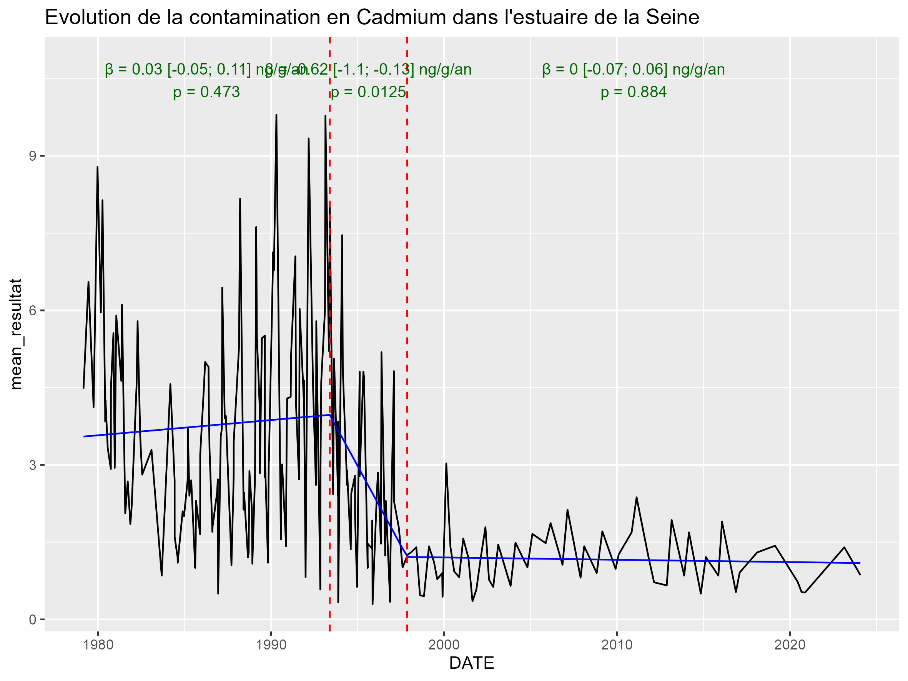 Evolution de la contamination en Cadmium dans l'estuaire de la Seine
β = 0.03 [-0.05; 0.11] ng/g/an
p = 0.473
β = -0.62 [-1.1; -0.13] ng/g/an
p = 0.0125
β = 0 [-0.07; 0.06] ng/g/an
p = 0.884
mean_resultat
9
6
3
0
1980
1990
2000
2010
2020
DATE